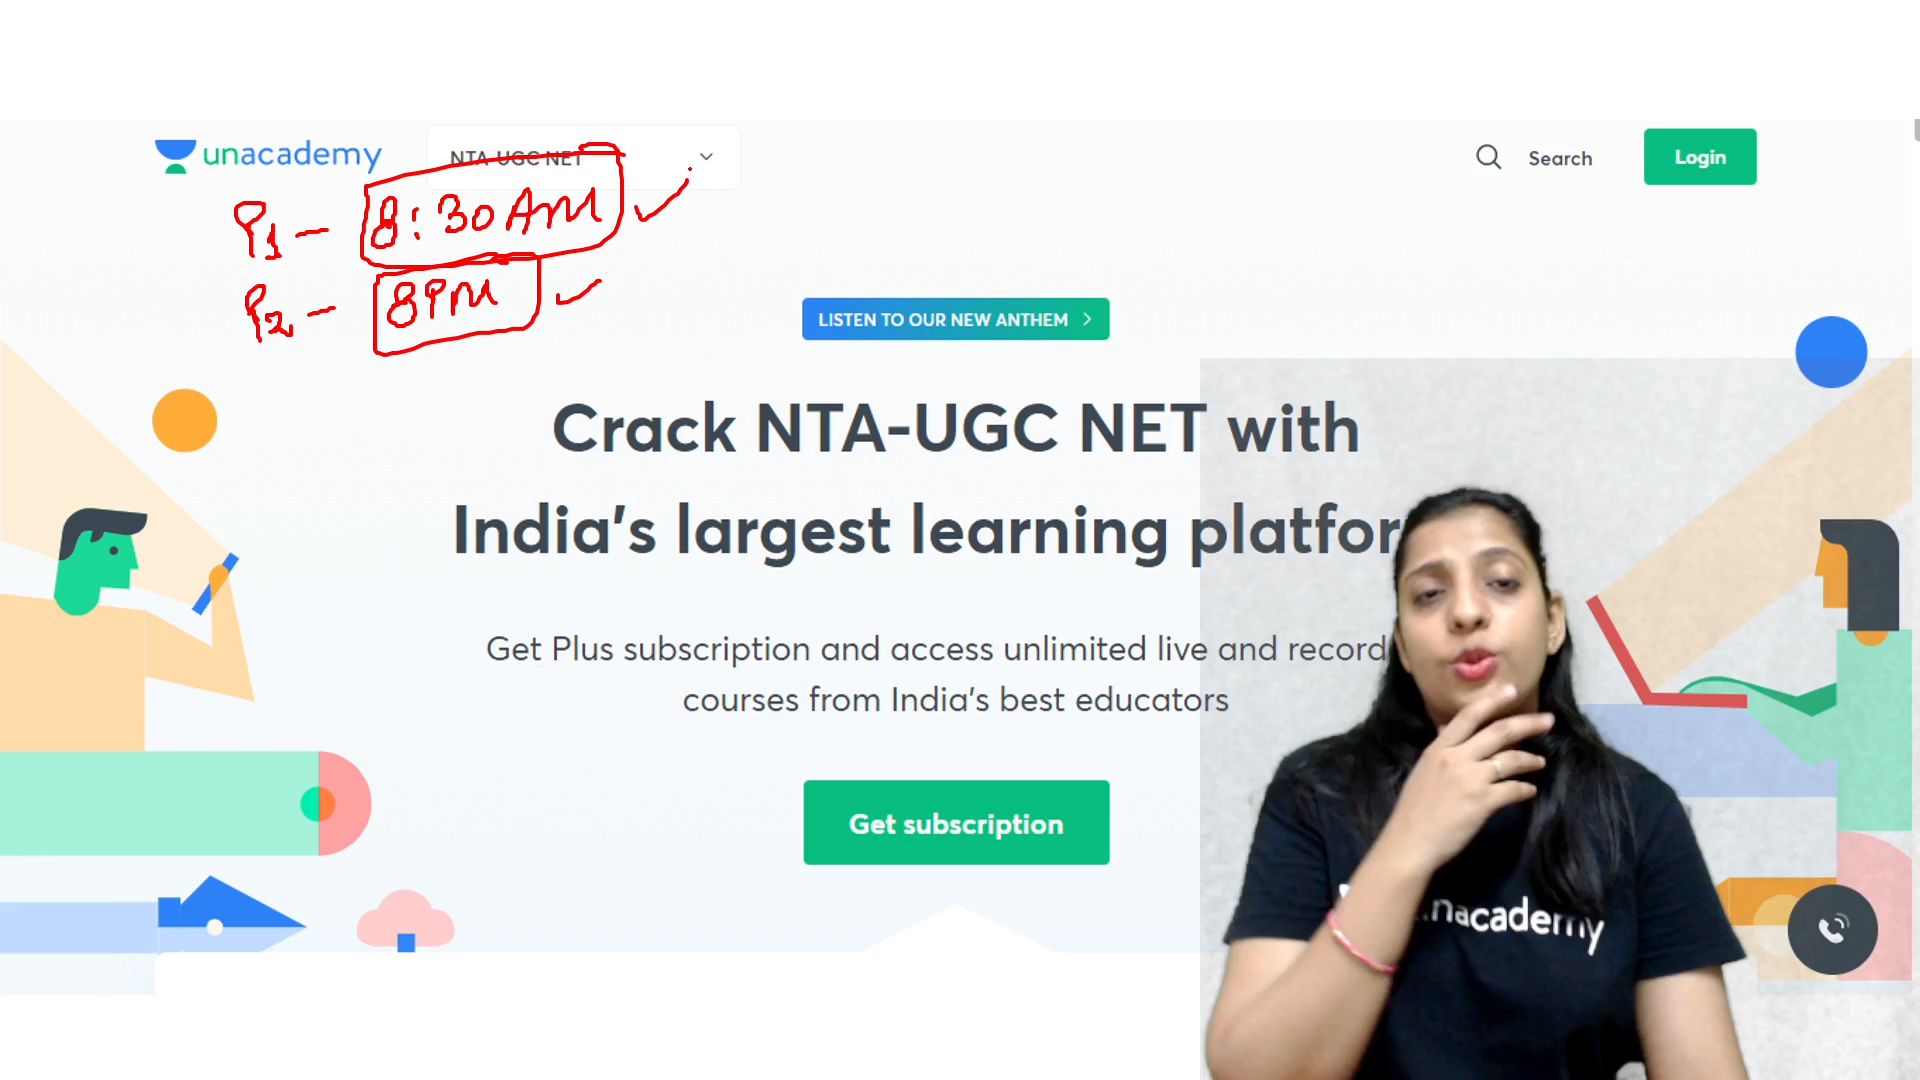 unacademy
NTA-UGC NET
Search
Login
P1 - 8:30 AM
P2 - 8PM
LISTEN TO OUR NEW ANTHEM
Crack NTA-UGC NET with
India's largest learning platfor
Get Plus subscription and access unlimited live and record
courses from India's best educators
Get subscription
unacademy